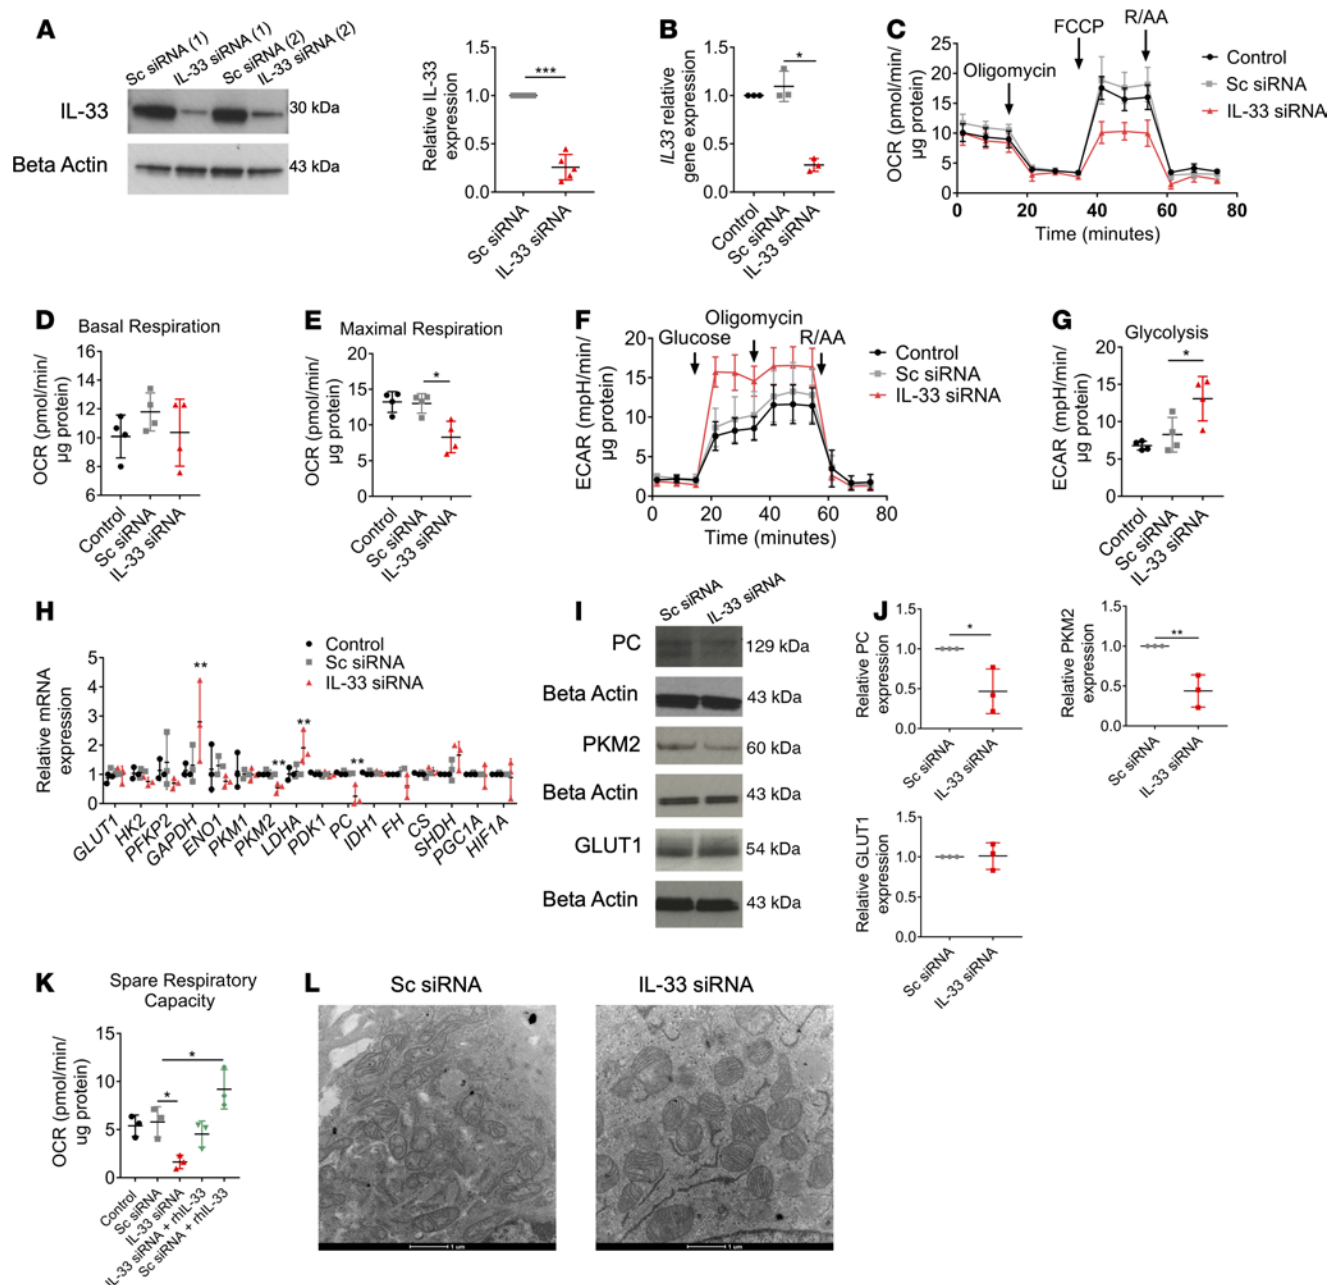 A
Sc siRNA (1)
IL-33 siRNA (1)
Sc siRNA (2)
IL-33 siRNA (2)
IL-33
30 kDa
Beta Actin
43 kDa
Relative IL-33
expression
1.5
1.0
0.5
0.0
***
Sc siRNA
IL-33 siRNA
B
IL33 relative
gene expression
1.5
1.0
0.5
0.0
*
Control
Sc siRNA
IL-33 siRNA
C
OCR (pmol/min/
µg protein)
25
20
15
10
5
0
Oligomycin
FCCP
R/AA
Control
Sc siRNA
IL-33 siRNA
0 20 40 60 80
Time (minutes)
D
Basal Respiration
OCR (pmol/min/
µg protein)
16
14
12
10
8
6
Control
Sc siRNA
IL-33 siRNA
E
Maximal Respiration
OCR (pmol/min/
µg protein)
20
15
10
5
0
*
Control
Sc siRNA
IL-33 siRNA
F
Glucose
Oligomycin
R/AA
ECAR (mpH/min/
µg protein)
20
15
10
5
0
Control
Sc siRNA
IL-33 siRNA
0 20 40 60 80
Time (minutes)
G
Glycolysis
ECAR (mpH/min/
µg protein)
20
15
10
5
0
*
Control
Sc siRNA
IL-33 siRNA
H
Control
Sc siRNA
IL-33 siRNA
Relative mRNA
expression
5
4
3
2
1
0
**
**
**
**
GLUT1
HK2
PFKP2
GAPDH
ENO1
PKM1
PKM2
LDHA
PDK1
PC
IDH1
FH
CS
SHDH
PGC1A
HIF1A
I
Sc siRNA
IL-33 siRNA
PC
129 kDa
Beta Actin
43 kDa
PKM2
60 kDa
Beta Actin
43 kDa
GLUT1
54 kDa
Beta Actin
43 kDa
J
Relative PC
expression
1.5
1.0
0.5
0.0
*
Sc siRNA
IL-33 siRNA
Relative PKM2
expression
1.5
1.0
0.5
0.0
**
Sc siRNA
IL-33 siRNA
Relative GLUT1
expression
1.5
1.0
0.5
0.0
Sc siRNA
IL-33 siRNA
K
Spare Respiratory
Capacity
OCR (pmol/min/
ug protein)
15
10
5
0
*
*
Control
Sc siRNA
IL-33 siRNA
IL-33 siRNA + rhIL-33
Sc siRNA + rhIL-33
L
Sc siRNA
IL-33 siRNA
1 um
1 um